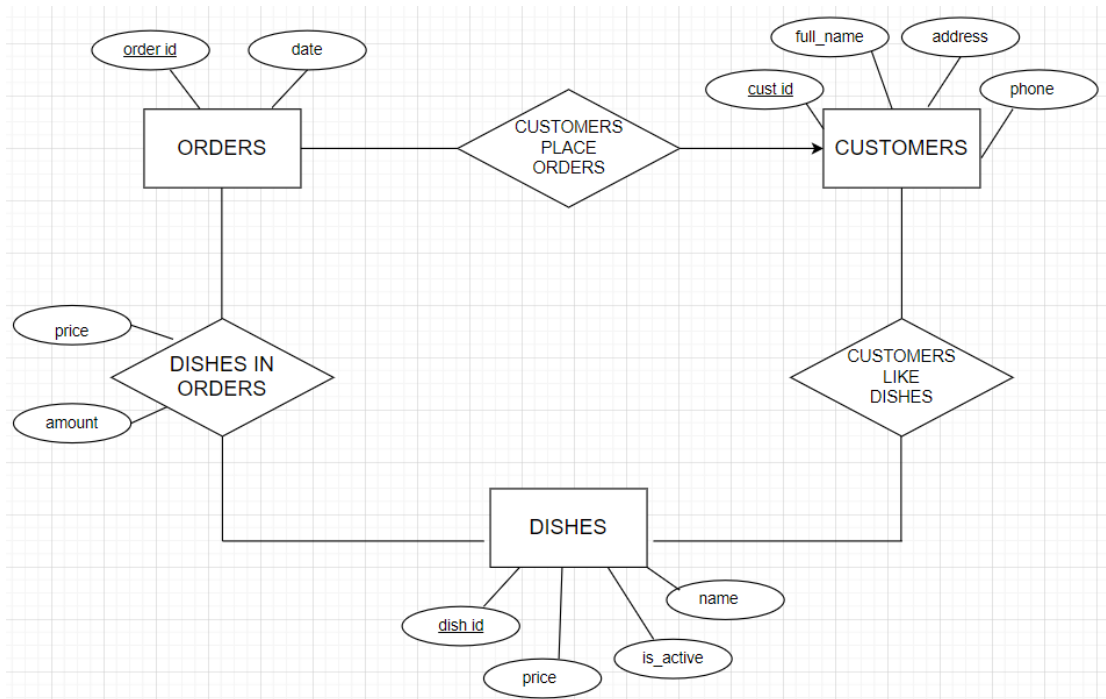 order id
date
full_name
address
cust id
phone
ORDERS
CUSTOMERS
PLACE
ORDERS
CUSTOMERS
price
DISHES IN
ORDERS
amount
CUSTOMERS
LIKE
DISHES
DISHES
dish id
price
is_active
name